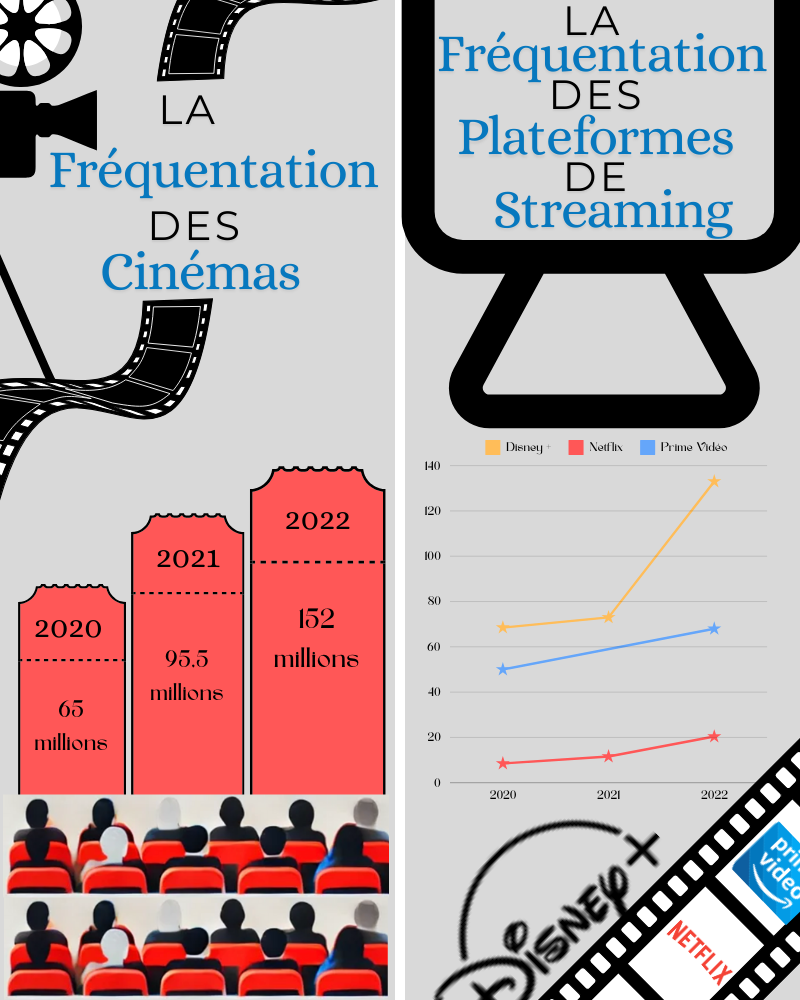 LA
Fréquentation
DES
Cinémas
2020
65
millions
2021
95.5
millions
2022
152
millions
LA
Fréquentation
DES
Plateformes
DE
Streaming
Disney +
Netflix
Prime Vidéo
140
120
100
80
60
40
20
0
2020
2021
2022
DISNEY+
NETFLIX
prime
video